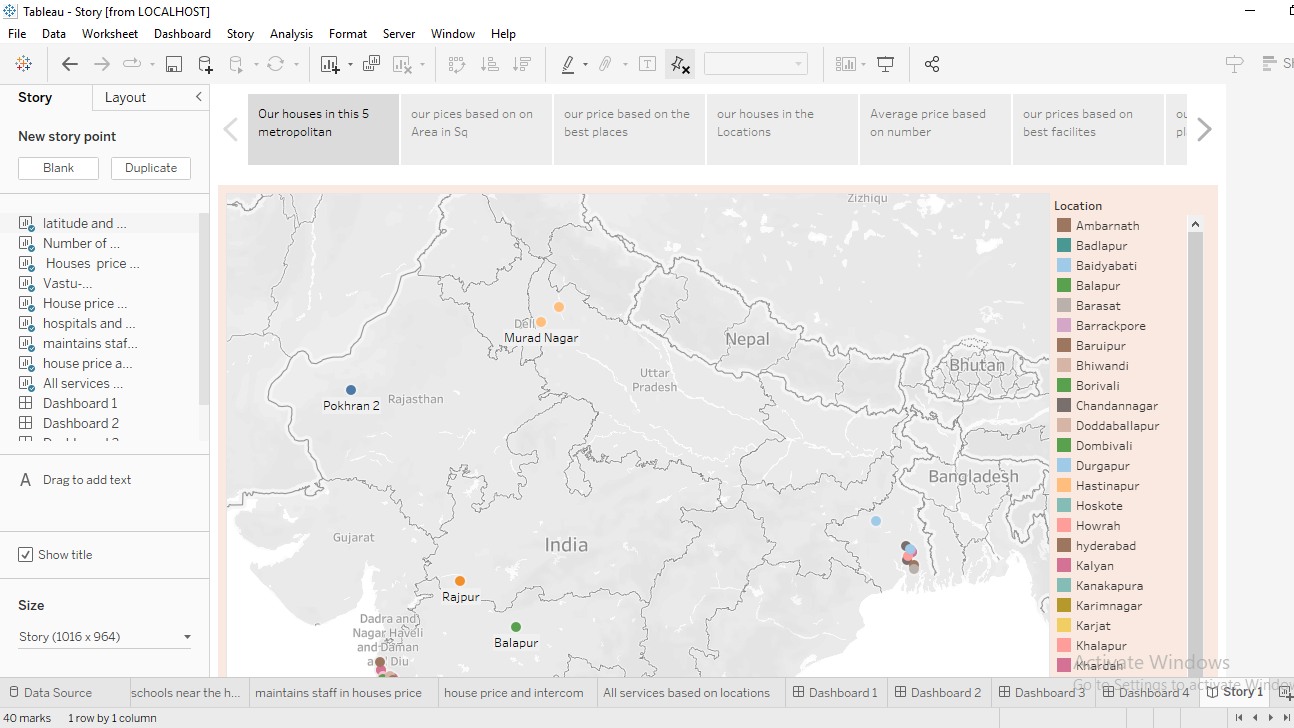 Tableau - Story [from LOCALHOST]
File Data Worksheet Dashboard Story Analysis Format Server Window Help
Story Layout
New story point
Blank Duplicate
latitude and ...
Number of ...
Houses price ...
Vastu-...
House price ...
hospitals and ...
maintains staf...
house price a...
All services ...
Dashboard 1
Dashboard 2
A Drag to add text
Show title
Size
Story (1016 x 964)
Our houses in this 5
metropolitan
our pices based on on
Area in Sq
our price based on the
best places
our houses in the
Locations
Average price based
on number
our prices based on
best facilites
ou
pl
Sh
Zizhiqu
Nepal
Bhutan
Murad Nagar
Uttar
Pradesh
Pokhran 2
Rajasthan
Bangladesh
Gujarat
India
Rajpur
Dadra and
Nagar Haveli
and Daman
and Diu
Balapur
Location
Ambarnath
Badlapur
Baidyabati
Balapur
Barasat
Barrackpore
Baruipur
Bhiwandi
Borivali
Chandannagar
Doddaballapur
Dombivali
Durgapur
Hastinapur
Hoskote
Howrah
hyderabad
Kalyan
Kanakapura
Karimnagar
Karjat
Khalapur
Khardah
Activate Windows
Go to Settings to activate Windows
Data Source schools near the h... maintains staff in houses price house price and intercom All services based on locations Dashboard 1 Dashboard 2 Dashboard 3 Dashboard 4 Story 1
40 marks 1 row by 1 column